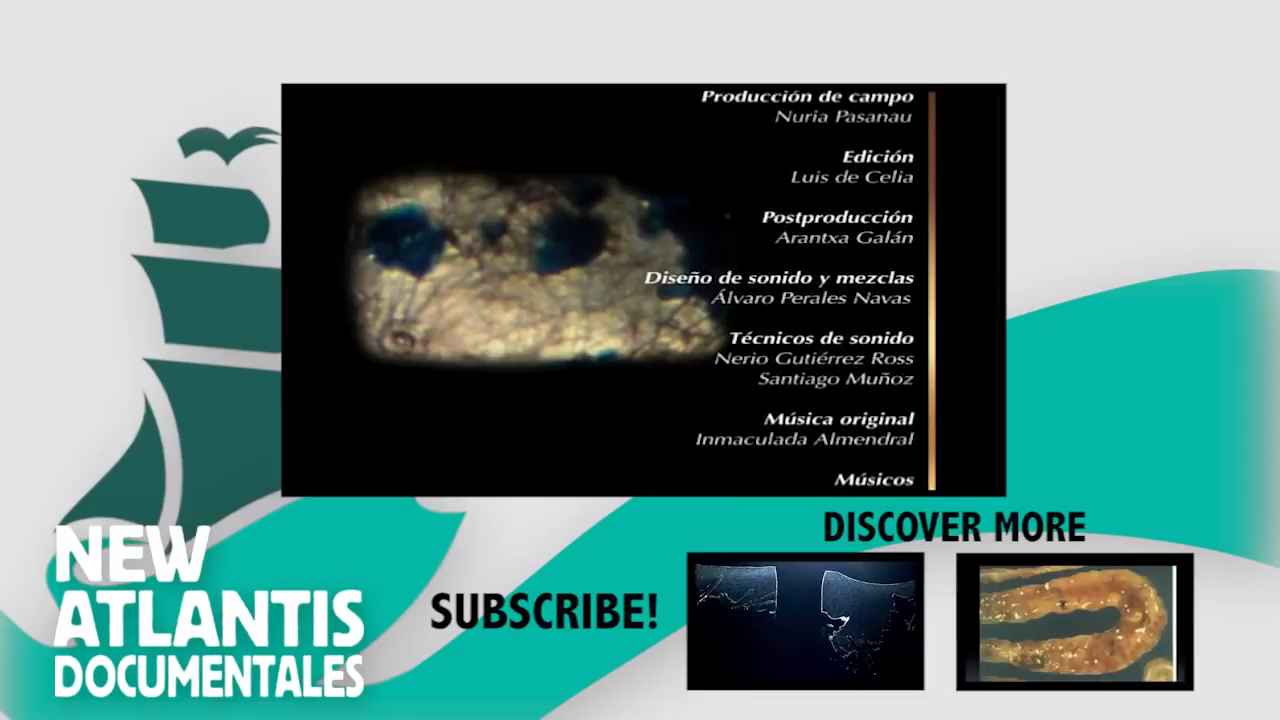 Producción de campo
Nuria Pasanau
Edición
Luis de Celia
Postproducción
Arantxa Galán
Diseño de sonido y mezclas
Álvaro Perales Navas
Técnicos de sonido
Nerio Gutiérrez Ross
Santiago Muñoz
Música original
Inmaculada Almendral
Músicos
DISCOVER MORE
SUBSCRIBE!
NEW
ATLANTIS
DOCUMENTALES